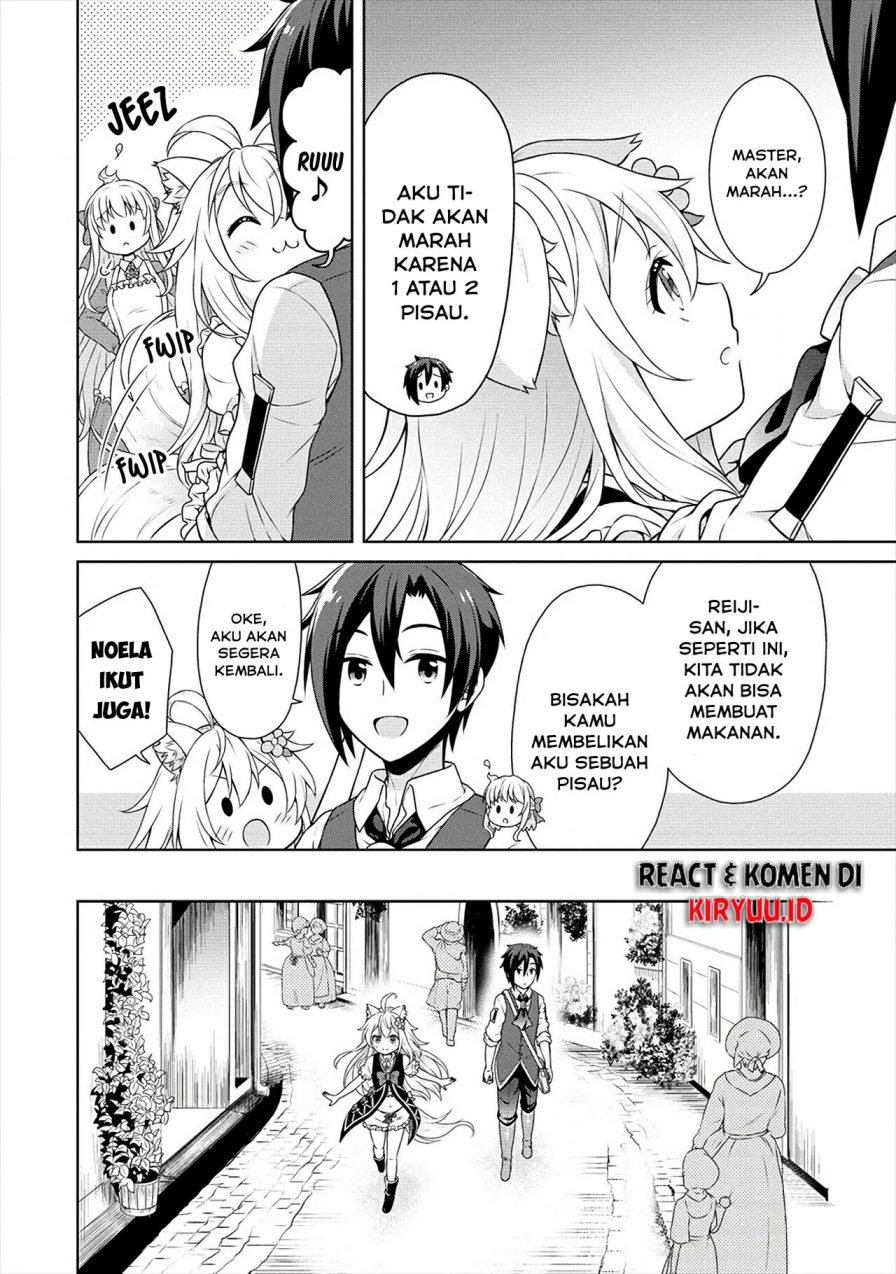 MASTER,
AKAN
MARAH...?
AKU TI-
DAK AKAN
MARAH
KARENA
1 ATAU 2
PISAU.
RUUU
♪
JEEZ
FWIP
FWIP
REIJI-
SAN, JIKA
SEPERTI INI,
KITA TIDAK
AKAN BISA
MEMBUAT
MAKANAN.
BISAKAH
KAMU
MEMBELIKAN
AKU SEBUAH
PISAU?
OKE,
AKU AKAN
SEGERA
KEMBALI.
NOELA
IKUT
JUGA!
REACT & KOMEN DI
KIRYUU.ID